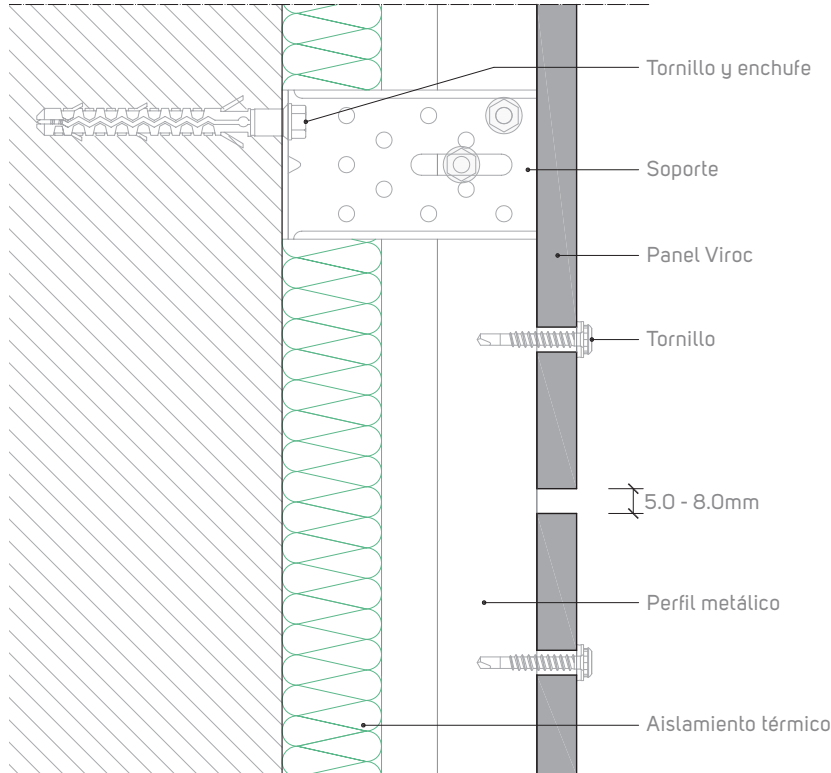 Tornillo y enchufe
Soporte
Panel Viroc
Tornillo
5.0 - 8.0mm
Perfil metálico
Aislamiento térmico